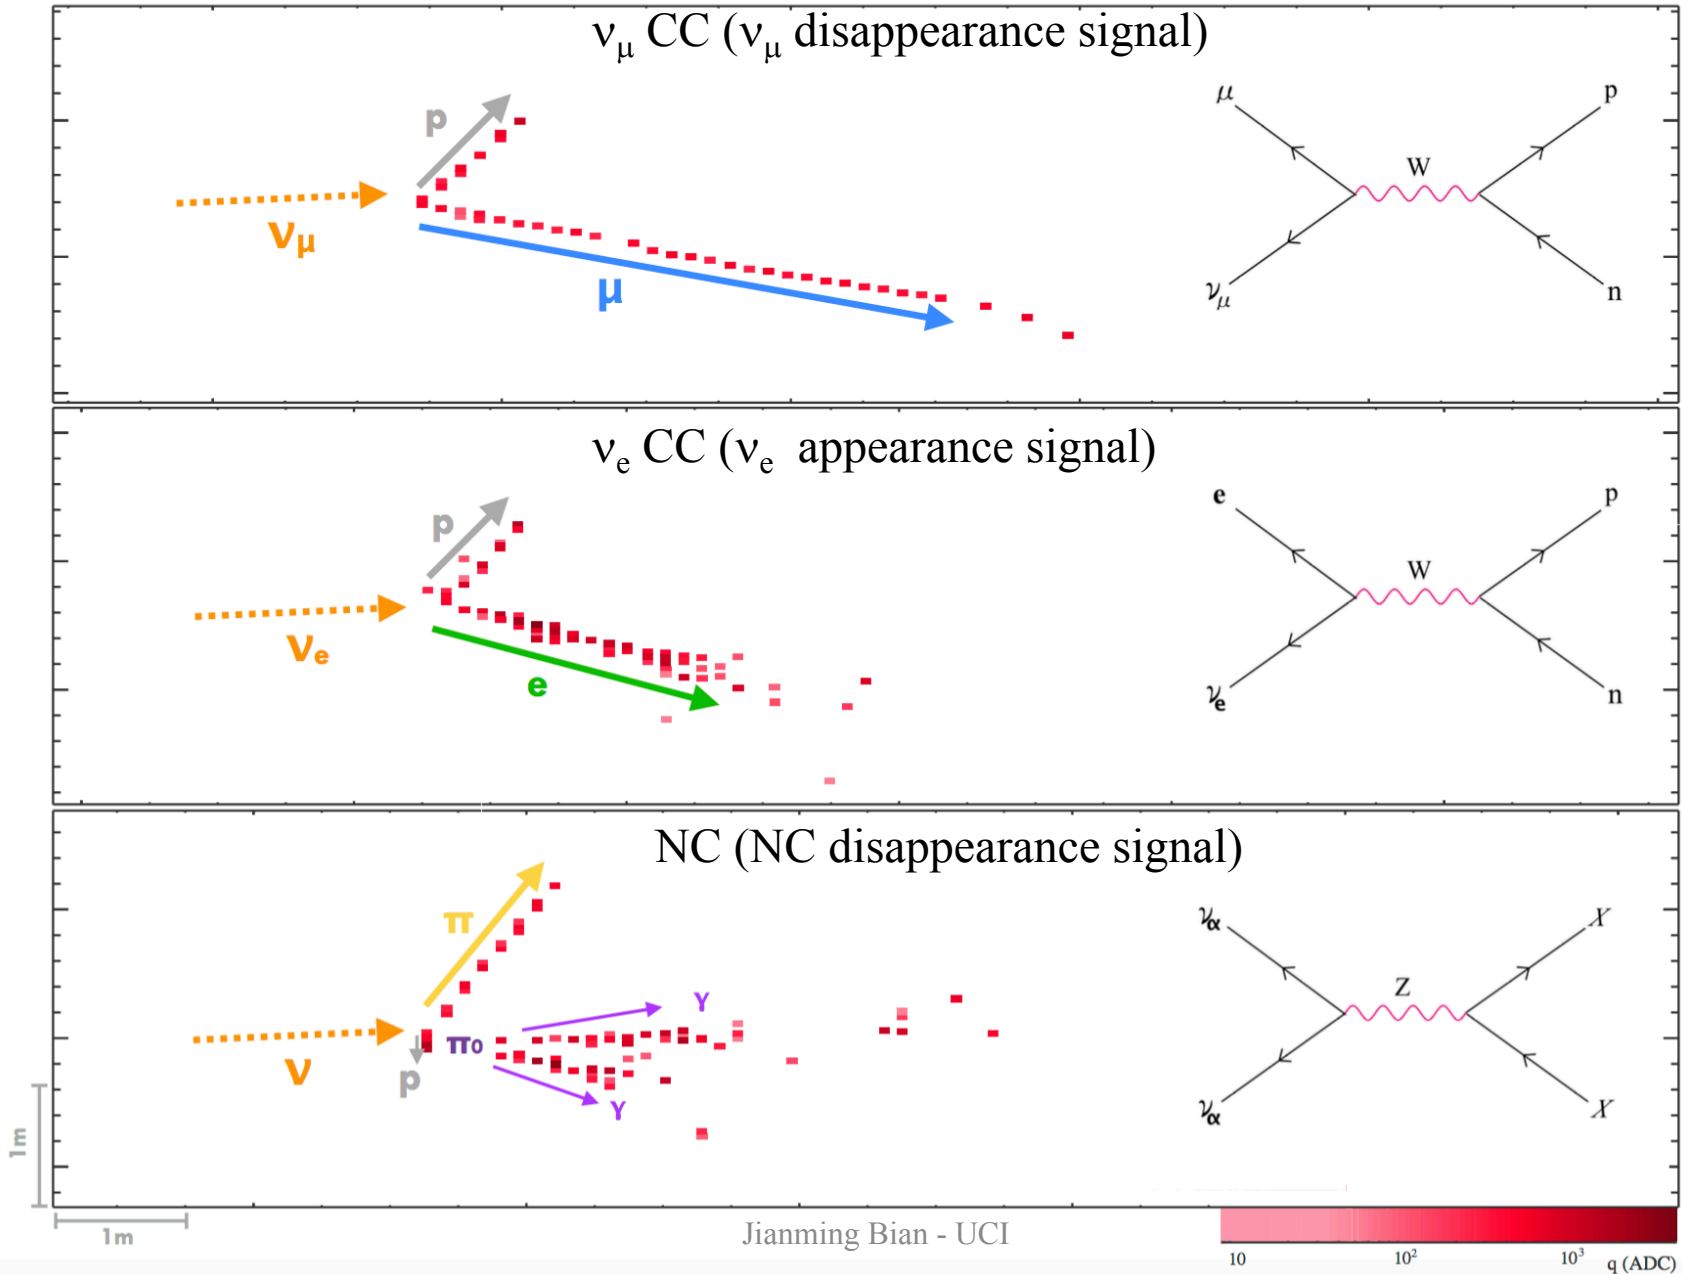 νμ CC (νμ disappearance signal)
p
νμ
μ
μ
p
W
νμ
n
νe CC (νe appearance signal)
p
νe
e
e
p
W
νe
n
NC (NC disappearance signal)
π
ν
p
π0
γ
γ
να
X
Z
να
X
1m
1m
Jianming Bian - UCI
10
10²
10³
q (ADC)